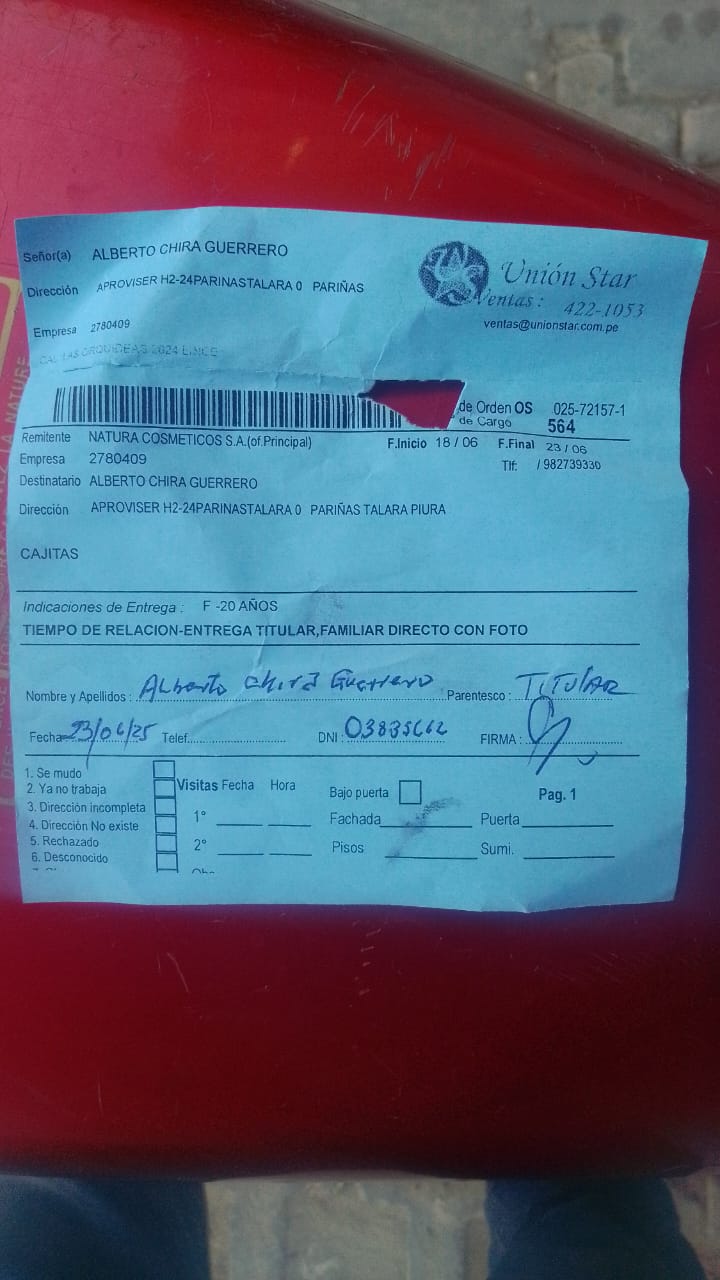 Señor(a) ALBERTO CHIRA GUERRERO
Unión Star
Dirección APROVISER H2-24PARINASTALARA 0 PARIÑAS
Ventas : 422-1053
ventas@unionstar.com.pe
Empresa 2780409
CAL LAS ORQUIDEAS 2024 LINCE
de Orden OS 025-72157-1
de Cargo 564
Remitente NATURA COSMETICOS S.A.(of.Principal) F.Inicio 18 / 06 F.Final 23 / 06
Empresa 2780409 Tlf: / 982739330
Destinatario ALBERTO CHIRA GUERRERO
Dirección APROVISER H2-24PARINASTALARA 0 PARIÑAS TALARA PIURA
CAJITAS
Indicaciones de Entrega : F -20 AÑOS
TIEMPO DE RELACION-ENTREGA TITULAR,FAMILIAR DIRECTO CON FOTO
Nombre y Apellidos : Alberto Chira Guerrero Parentesco : TITULAR
Fecha 23/06/25 Telef. DNI : FIRMA :
1. Se mudo
2. Ya no trabaja
3. Dirección incompleta
4. Dirección No existe
5. Rechazado
6. Desconocido
Visitas Fecha Hora
1°
2°
Bajo puerta
Pag. 1
Fachada Puerta
Pisos Sumi.